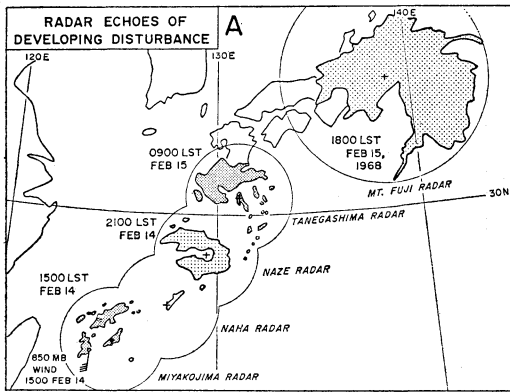 RADAR ECHOES OF
DEVELOPING DISTURBANCE
A
120E
130E
140E
1800 LST
FEB 15,
1968
MT. FUJI RADAR
0900 LST
FEB 15
30N
TANEGASHIMA RADAR
2100 LST
FEB 14
NAZE RADAR
1500 LST
FEB 14
NAHA RADAR
850 MB
WIND
1500 FEB 14
MIYAKOJIMA RADAR